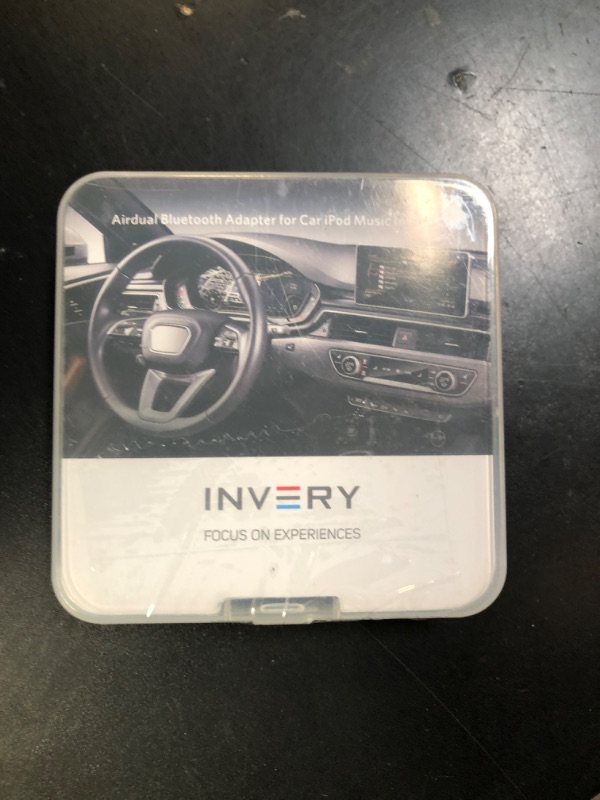 Airdual Bluetooth Adapter for Car iPod Music
INVERY
FOCUS ON EXPERIENCES